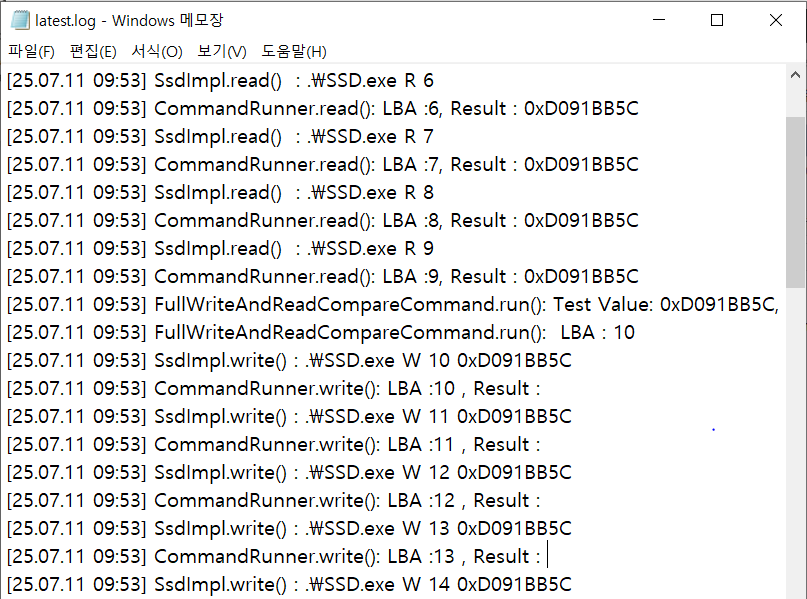 latest.log - Windows 메모장
파일(F) 편집(E) 서식(O) 보기(V) 도움말(H)
[25.07.11 09:53] SsdImpl.read()  : .₩SSD.exe R 6
[25.07.11 09:53] CommandRunner.read(): LBA :6, Result : 0xD091BB5C
[25.07.11 09:53] SsdImpl.read()  : .₩SSD.exe R 7
[25.07.11 09:53] CommandRunner.read(): LBA :7, Result : 0xD091BB5C
[25.07.11 09:53] SsdImpl.read()  : .₩SSD.exe R 8
[25.07.11 09:53] CommandRunner.read(): LBA :8, Result : 0xD091BB5C
[25.07.11 09:53] SsdImpl.read()  : .₩SSD.exe R 9
[25.07.11 09:53] CommandRunner.read(): LBA :9, Result : 0xD091BB5C
[25.07.11 09:53] FullWriteAndReadCompareCommand.run(): Test Value: 0xD091BB5C,
[25.07.11 09:53] FullWriteAndReadCompareCommand.run():  LBA : 10
[25.07.11 09:53] SsdImpl.write() : .₩SSD.exe W 10 0xD091BB5C
[25.07.11 09:53] CommandRunner.write(): LBA :10 , Result :
[25.07.11 09:53] SsdImpl.write() : .₩SSD.exe W 11 0xD091BB5C
[25.07.11 09:53] CommandRunner.write(): LBA :11 , Result :
[25.07.11 09:53] SsdImpl.write() : .₩SSD.exe W 12 0xD091BB5C
[25.07.11 09:53] CommandRunner.write(): LBA :12 , Result :
[25.07.11 09:53] SsdImpl.write() : .₩SSD.exe W 13 0xD091BB5C
[25.07.11 09:53] CommandRunner.write(): LBA :13 , Result :
[25.07.11 09:53] SsdImpl.write() : .₩SSD.exe W 14 0xD091BB5C